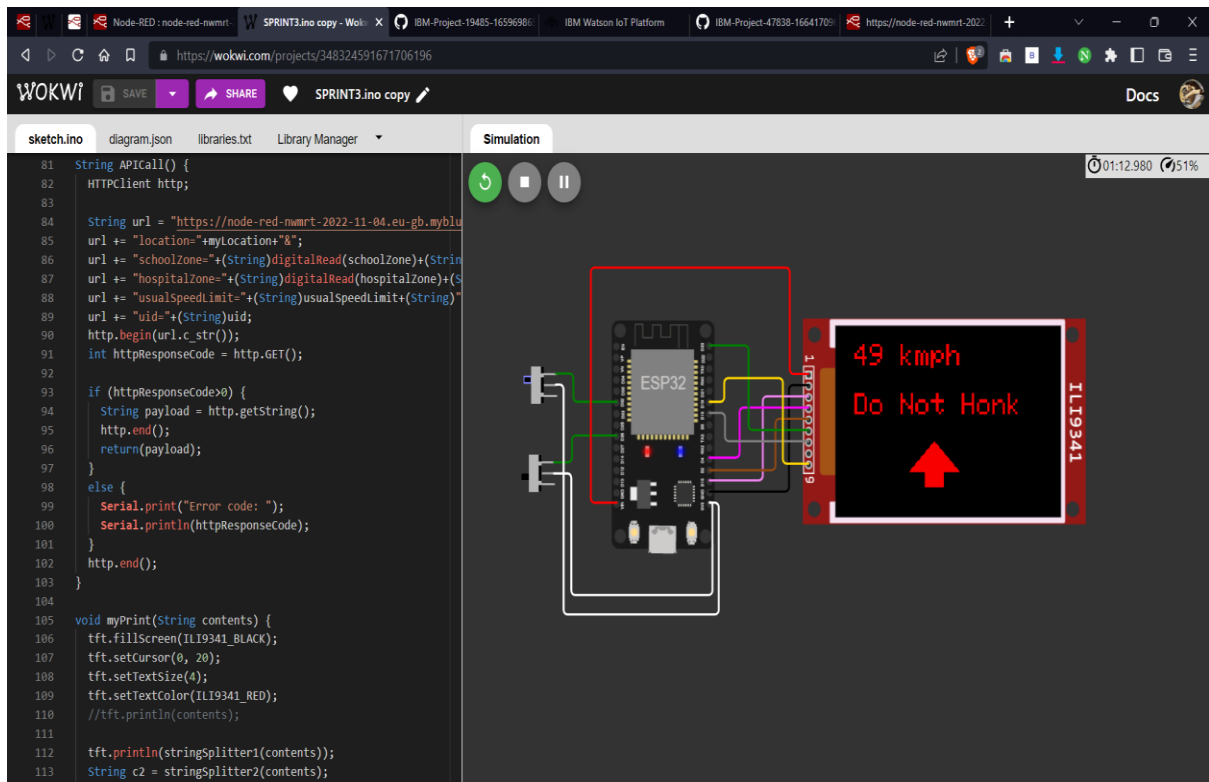 Node-RED : node-red-nwmrt-
SPRINT3.ino copy - Wok
IBM-Project-19485-16596986
IBM Watson IoT Platform
IBM-Project-47838-16641709
https://node-red-nwmrt-2022
https://wokwi.com/projects/348324591671706196
WOKWI
SAVE
SHARE
SPRINT3.ino copy
Docs
sketch.ino
diagram.json
libraries.txt
Library Manager
Simulation
01:12.980
51%
81 String APICall() {
82 HTTPClient http;
83
84 String url = "https://node-red-nwmrt-2022-11-04.eu-gb.myblu
85 url += "location="+myLocation+"&";
86 url += "schoolZone="+(String)digitalRead(schoolZone)+(Strin
87 url += "hospitalZone="+(String)digitalRead(hospitalZone)+(S
88 url += "usualSpeedLimit="+(String)usualSpeedLimit+(String)"
89 url += "uid="+(String)uid;
90 http.begin(url.c_str());
91 int httpResponseCode = http.GET();
92
93 if (httpResponseCode>0) {
94 String payload = http.getString();
95 http.end();
96 return(payload);
97 }
98 else {
99 Serial.print("Error code: ");
100 Serial.println(httpResponseCode);
101 }
102 http.end();
103 }
104
105 void myPrint(String contents) {
106 tft.fillScreen(ILI9341_BLACK);
107 tft.setCursor(0, 20);
108 tft.setTextSize(4);
109 tft.setTextColor(ILI9341_RED);
110 //tft.println(contents);
111
112 tft.println(stringSplitter1(contents));
113 String c2 = stringSplitter2(contents);
ESP32
1
9
49 kmph
Do Not Honk
ILI9341